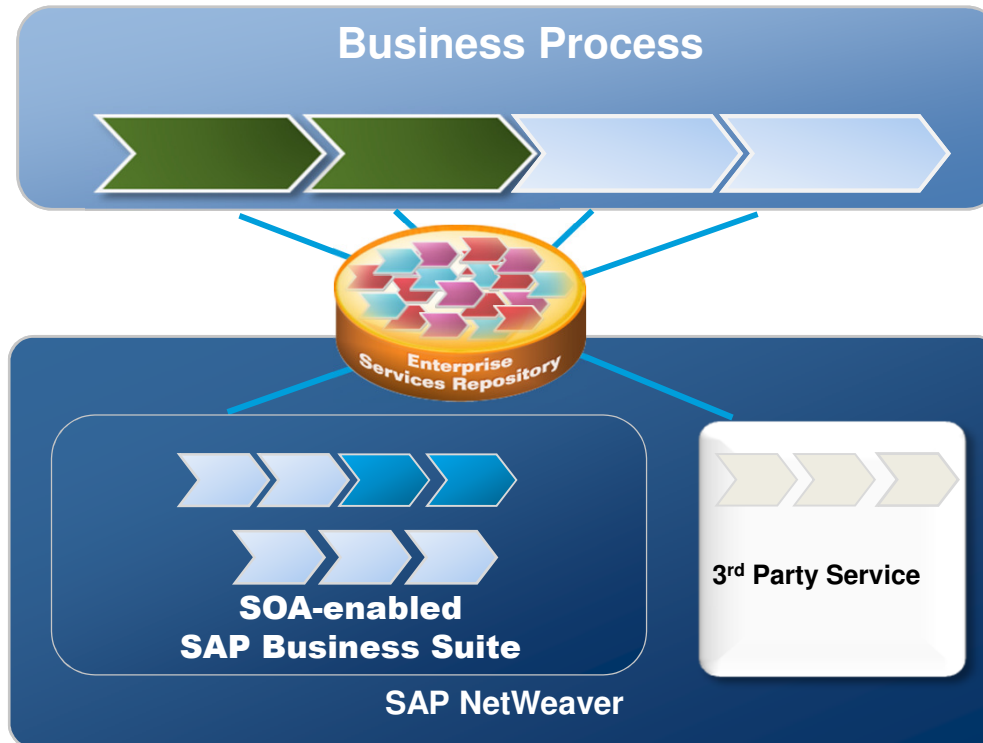 Business Process
Enterprise
Services Repository
SOA-enabled
SAP Business Suite
3rd Party Service
SAP NetWeaver